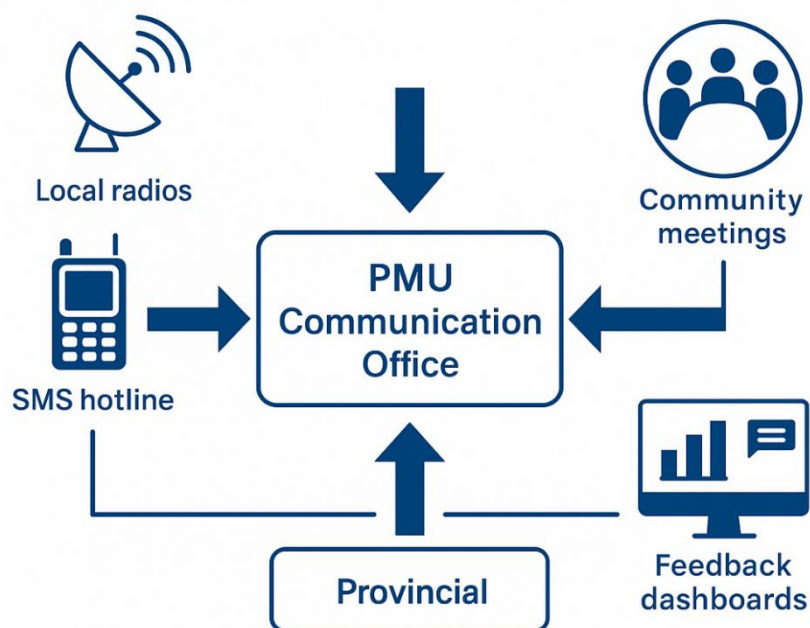 Local radios
Community
meetings
PMU
Communication
Office
SMS hotline
Provincial
Feedback
dashboards